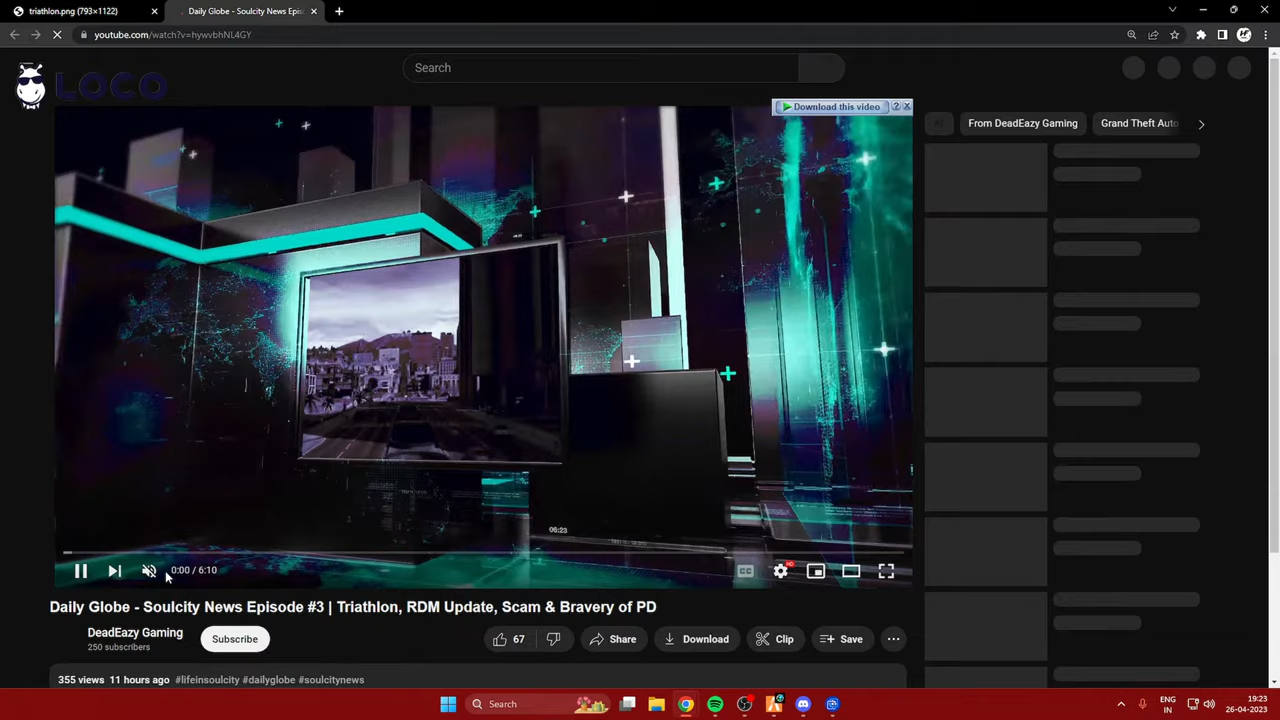 triathlon.png (793×1122)
Daily Globe - Soulcity News Epis
youtube.com/watch?v=hywvbhNL4GY
LOCO
Search
Download this video
From DeadEazy Gaming
Grand Theft Auto
06:23
0:00 / 6:10
CC
HD
Daily Globe - Soulcity News Episode #3 | Triathlon, RDM Update, Scam & Bravery of PD
DeadEazy Gaming
250 subscribers
Subscribe
67
Share
Download
Clip
Save
355 views 11 hours ago #lifeinsoulcity #dailyglobe #soulcitynews
Search
ENG
IN
19:23
26-04-2023